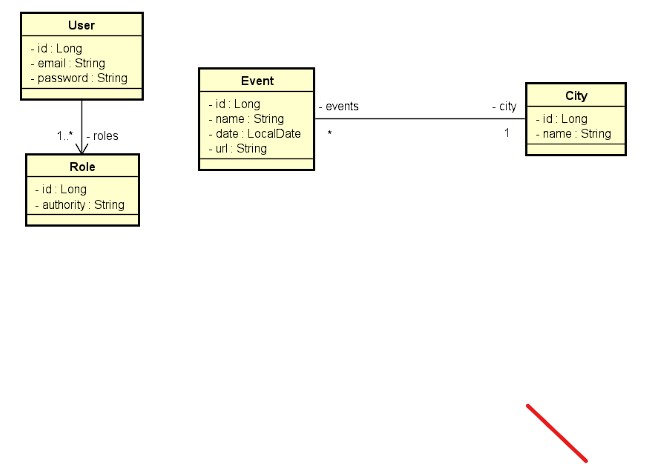 User
- id : Long
- email : String
- password : String
1..* - roles
Role
- id : Long
- authority : String
Event
- id : Long
- name : String
- date : LocalDate
- url : String
- events
*
- city
1
City
- id : Long
- name : String